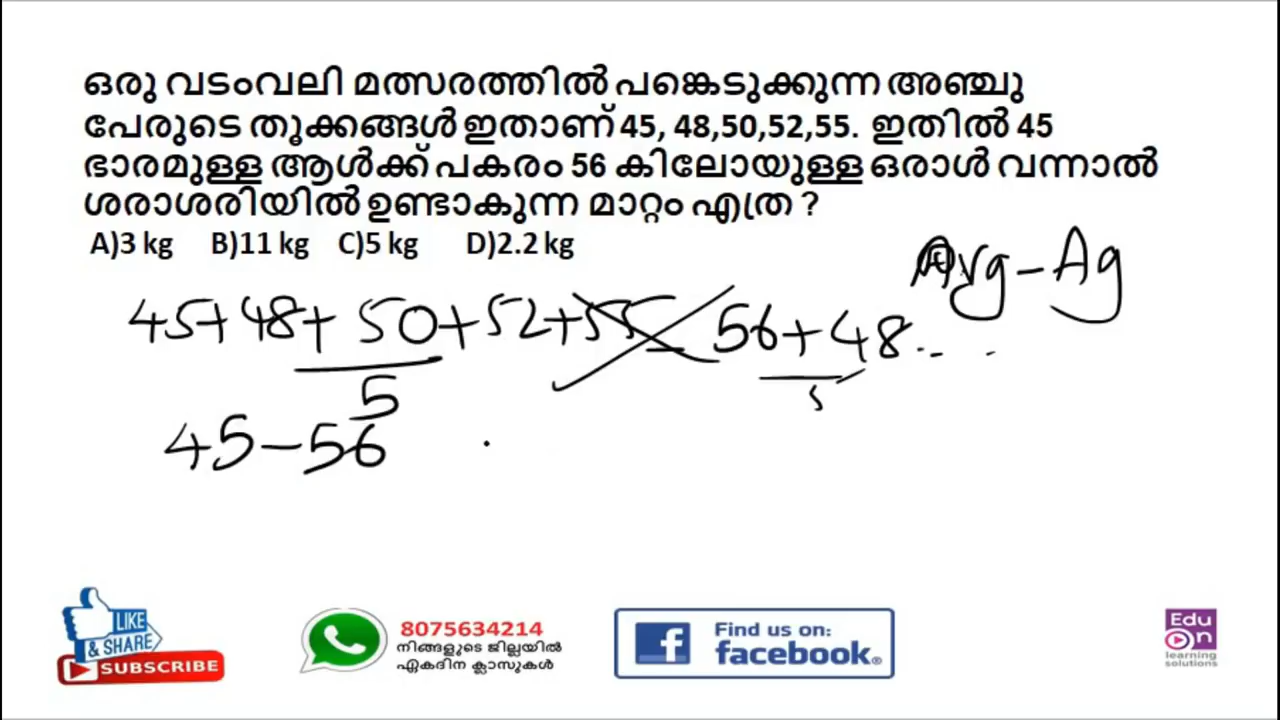 ഒരു വടംവലി മത്സരത്തിൽ പങ്കെടുക്കുന്ന അഞ്ചു
പേരുടെ തൂക്കങ്ങൾ ഇതാണ് 45, 48,50,52,55. ഇതിൽ 45
ഭാരമുള്ള ആൾക്ക് പകരം 56 കിലോയുള്ള ഒരാൾ വന്നാൽ
ശരാശരിയിൽ ഉണ്ടാകുന്ന മാറ്റം എത്ര ?
A)3 kg B)11 kg C)5 kg D)2.2 kg
Avg - Ag
45+48+50+52+55 56+48.. ..
5 5
45-56
LIKE
& SHARE
SUBSCRIBE
8075634214
നിങ്ങളുടെ ജില്ലയിൽ
ഏകദിന ക്ലാസുകൾ
Find us on:
facebook®
Edu
On
learning
solutions